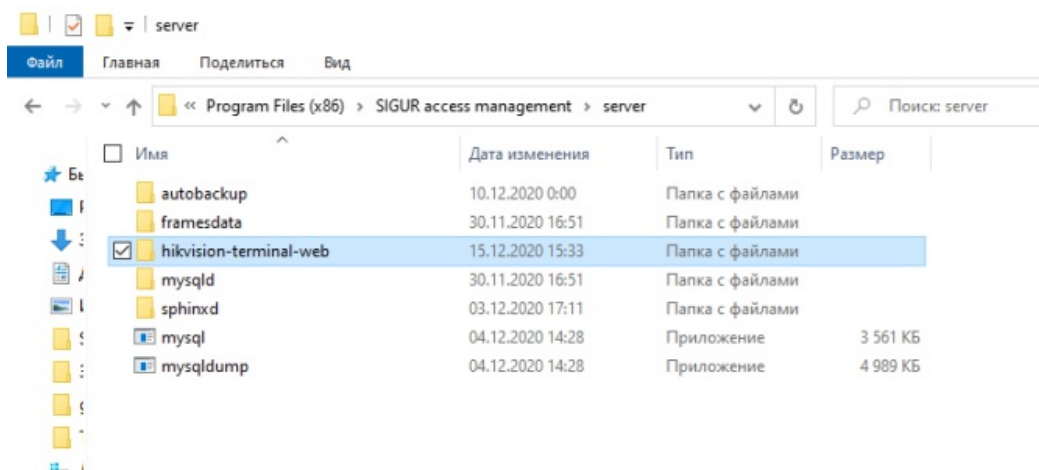 server
Файл Главная Поделиться Вид
« Program Files (x86) › SIGUR access management › server Поиск: server
Имя Дата изменения Тип Размер
autobackup 10.12.2020 0:00 Папка с файлами
framesdata 30.11.2020 16:51 Папка с файлами
hikvision-terminal-web 15.12.2020 15:33 Папка с файлами
mysqld 30.11.2020 16:51 Папка с файлами
sphinxd 03.12.2020 17:11 Папка с файлами
mysql 04.12.2020 14:28 Приложение 3 561 КБ
mysqldump 04.12.2020 14:28 Приложение 4 989 КБ